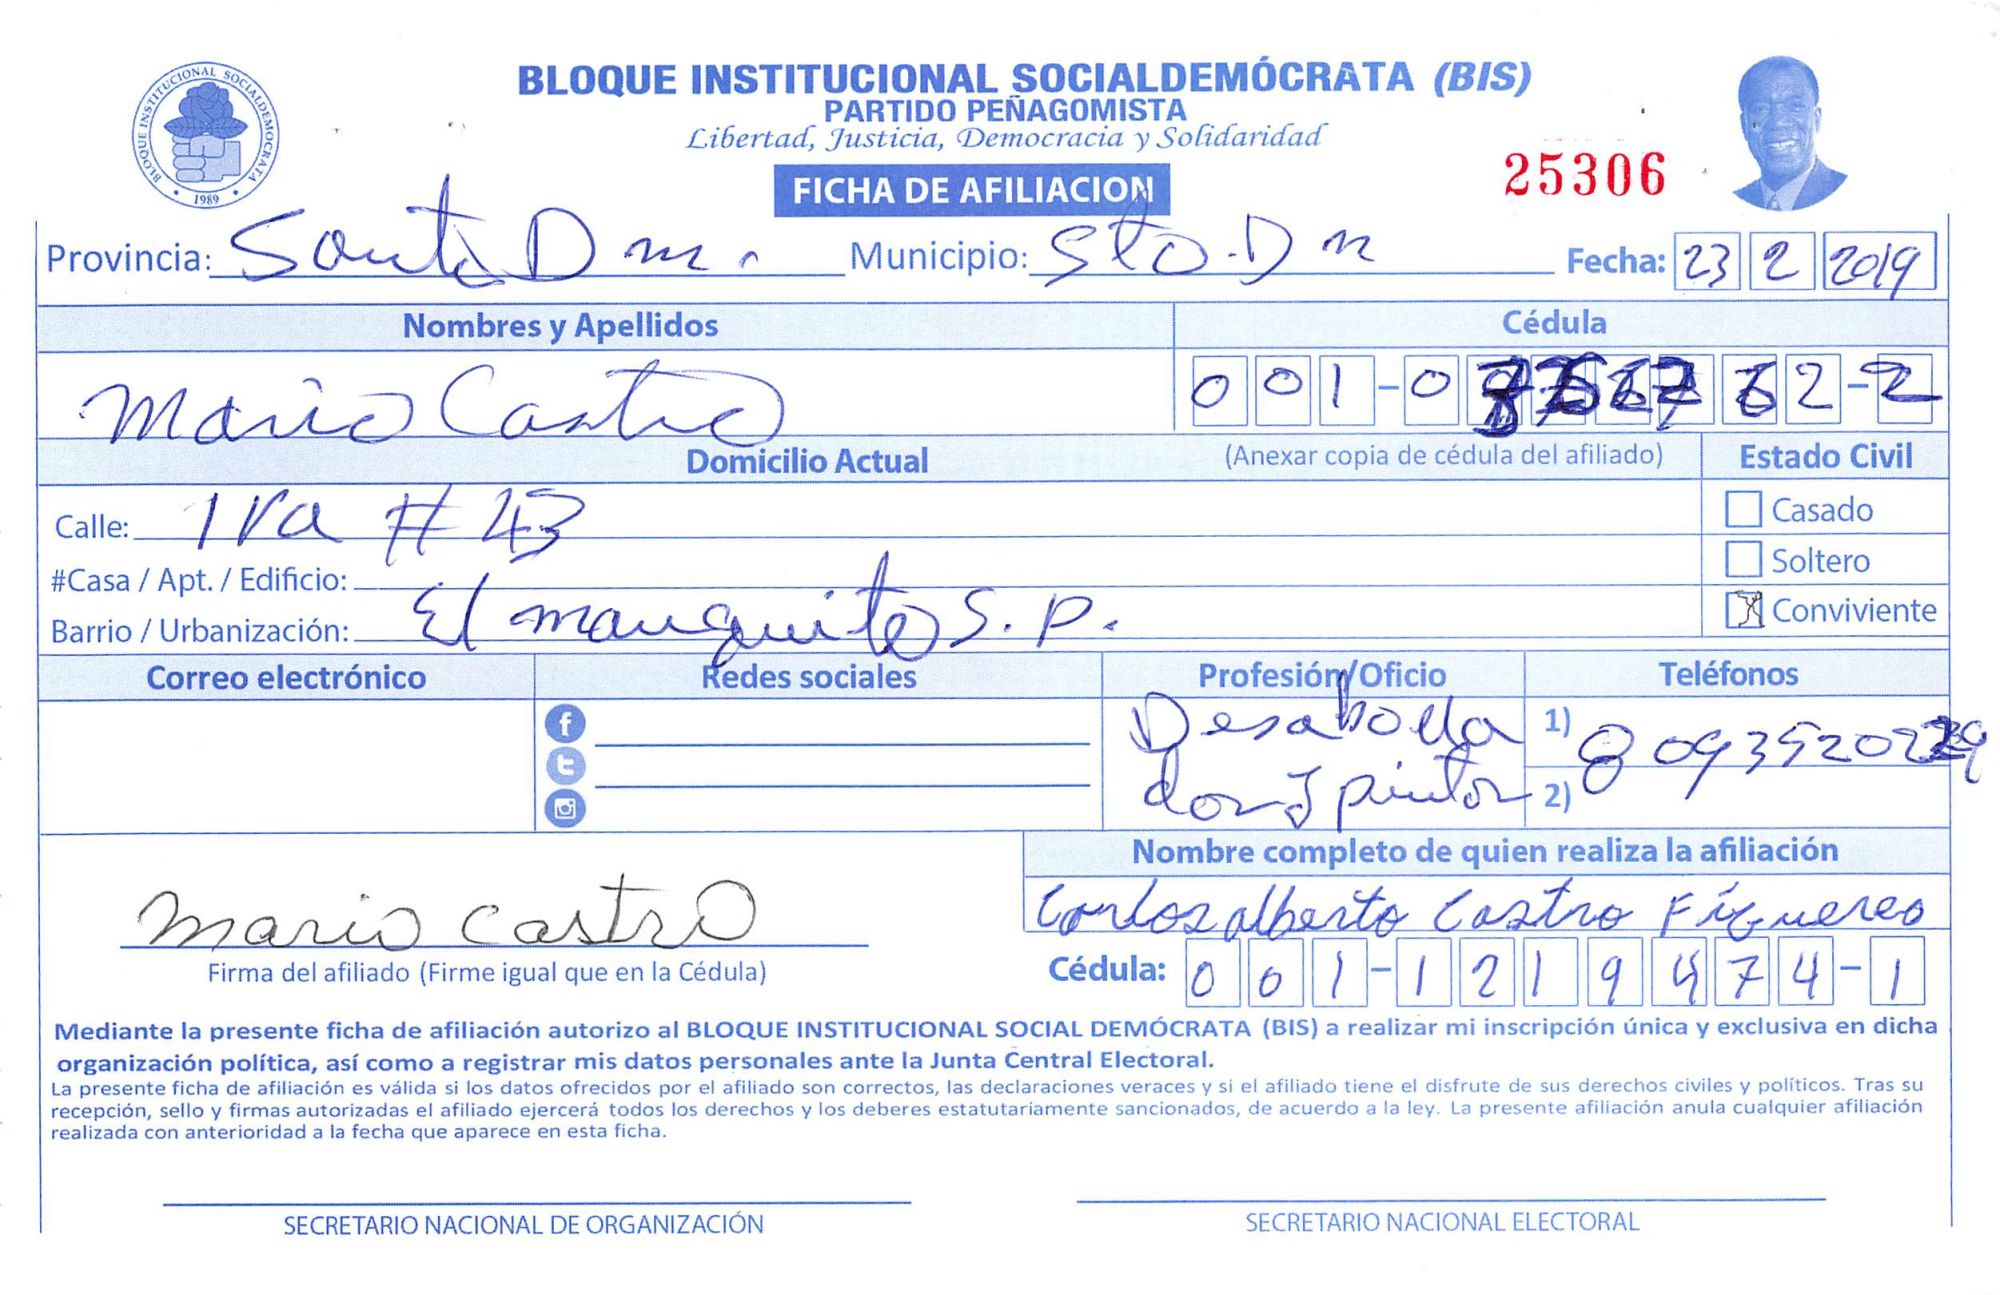 BLOQUE INSTITUCIONAL SOCIALDEMÓCRATA (BIS)
PARTIDO PEÑAGOMISTA
Libertad, Justicia, Democracia y Solidaridad
BLOQUE INSTITUCIONAL SOCIALDEMOCRATA
1989
FICHA DE AFILIACION
25306
Provincia: Santo Dm. Municipio: Sto. Dn Fecha: 23 2 2019
Nombres y Apellidos Cédula
Mario Castro 001-0 2-2
Domicilio Actual (Anexar copia de cédula del afiliado) Estado Civil
Calle: 1ra # 43 Casado
#Casa / Apt. / Edificio: Soltero
Barrio / Urbanización: El manguito S.P. Conviviente
Correo electrónico Redes sociales Profesión/Oficio Teléfonos
Desabolla 1)
dor y pintor 2)
Nombre completo de quien realiza la afiliación
Mario Castro Carlos alberto Castro Figuereo
Firma del afiliado (Firme igual que en la Cédula) Cédula: 001-1219474-1
Mediante la presente ficha de afiliación autorizo al BLOQUE INSTITUCIONAL SOCIAL DEMÓCRATA (BIS) a realizar mi inscripción única y exclusiva en dicha
organización política, así como a registrar mis datos personales ante la Junta Central Electoral.
La presente ficha de afiliación es válida si los datos ofrecidos por el afiliado son correctos, las declaraciones veraces y si el afiliado tiene el disfrute de sus derechos civiles y políticos. Tras su
recepción, sello y firmas autorizadas el afiliado ejercerá todos los derechos y los deberes estatutariamente sancionados, de acuerdo a la ley. La presente afiliación anula cualquier afiliación
realizada con anterioridad a la fecha que aparece en esta ficha.
SECRETARIO NACIONAL DE ORGANIZACIÓN SECRETARIO NACIONAL ELECTORAL